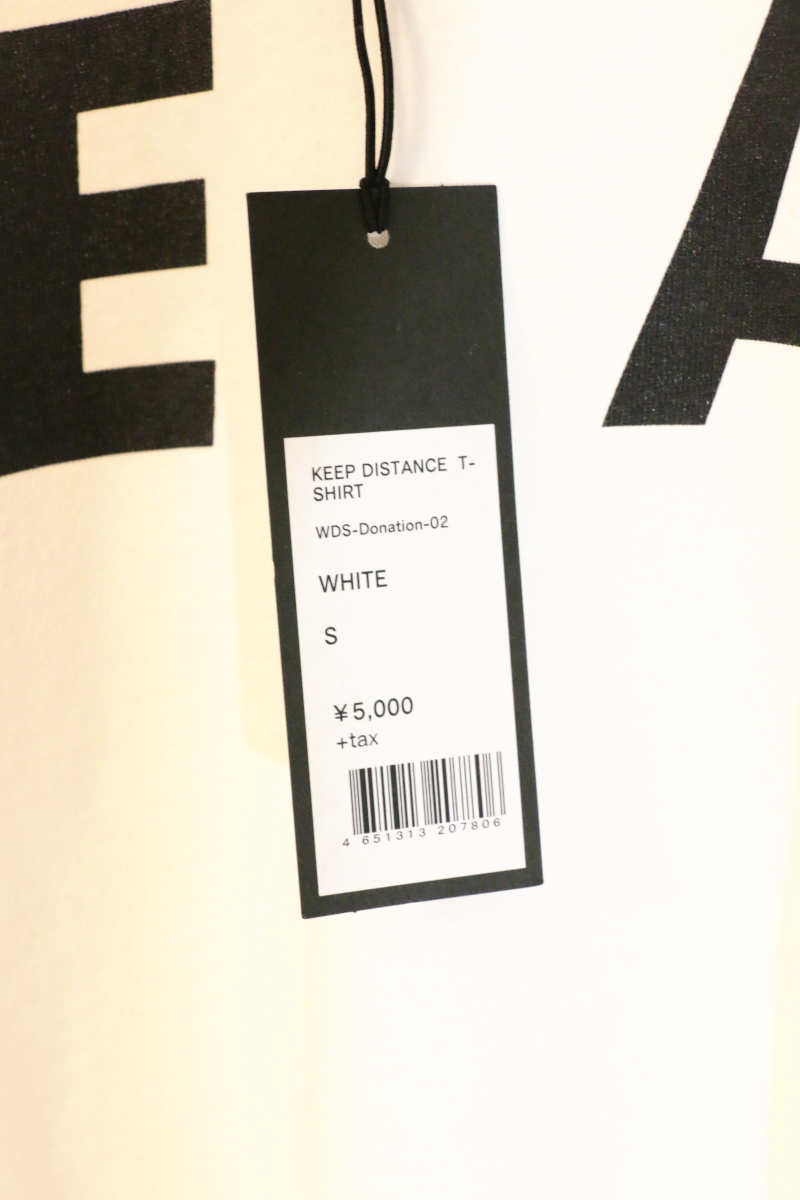 E A
KEEP DISTANCE T-
SHIRT
WDS-Donation-02
WHITE
S
¥5,000
+tax
4 651313 207806